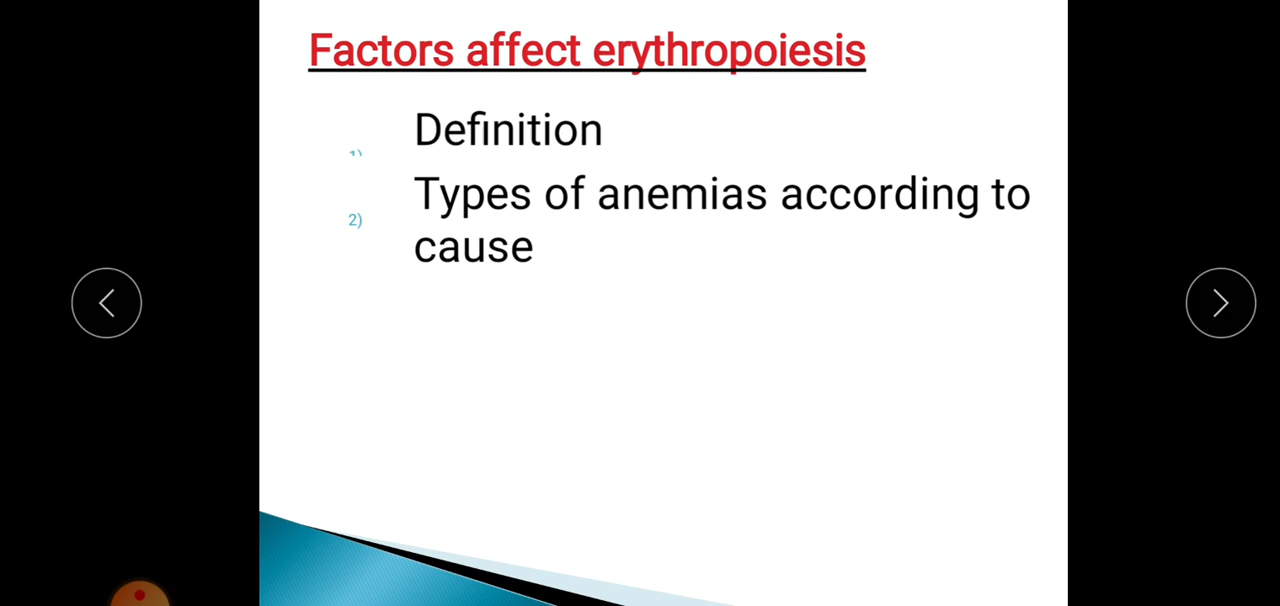 Factors affect erythropoiesis
Definition
2) Types of anemias according to
cause